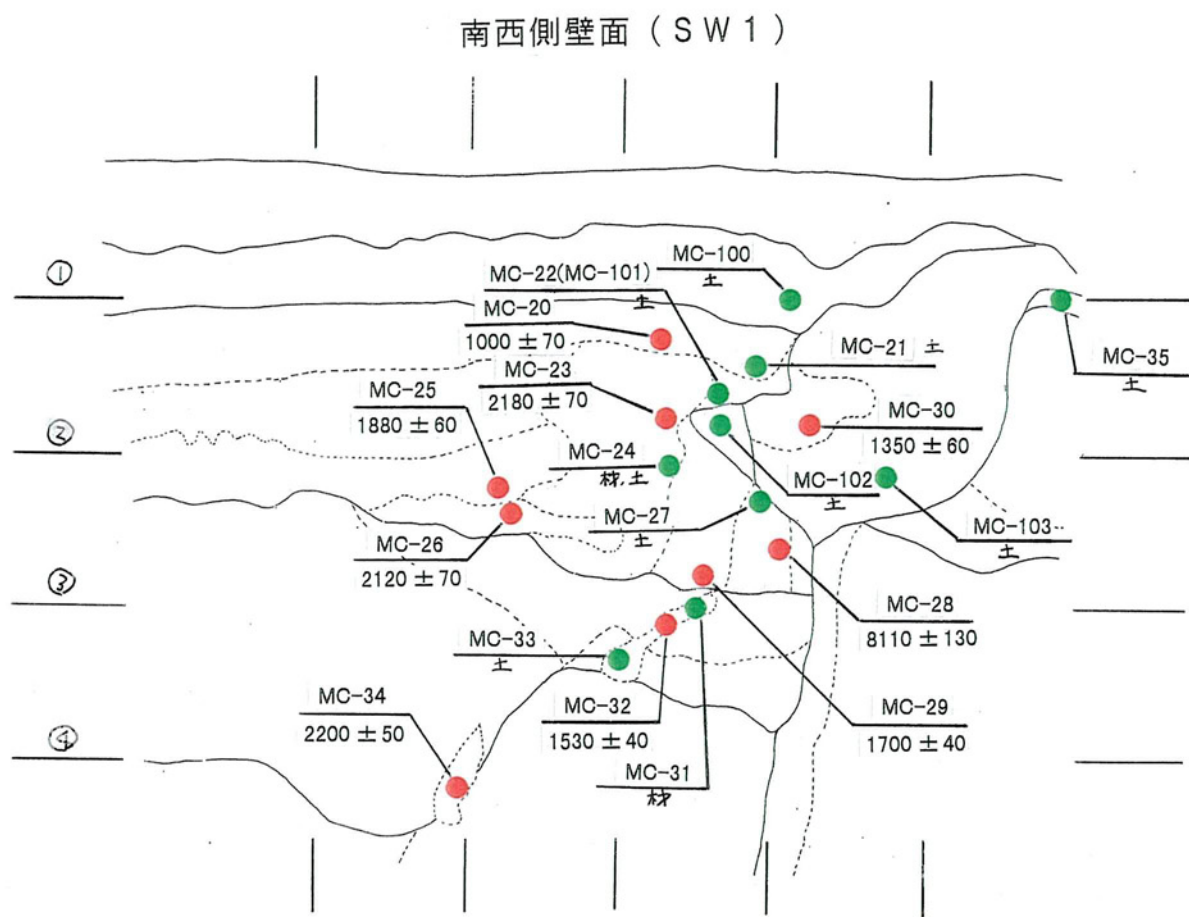 南西側壁面(SW1)
MC-100
土
①
MC-22(MC-101)
土
MC-20
1000±70
MC-21 土
MC-35
土
MC-23
2180±70
MC-25
1880±60
MC-30
1350±60
②
MC-24
材,土
MC-102
土
MC-27
土
MC-103
土
MC-26
2120±70
③
MC-28
8110±130
MC-33
土
MC-34
2200±50
MC-32
1530±40
MC-29
1700±40
④
MC-31
材